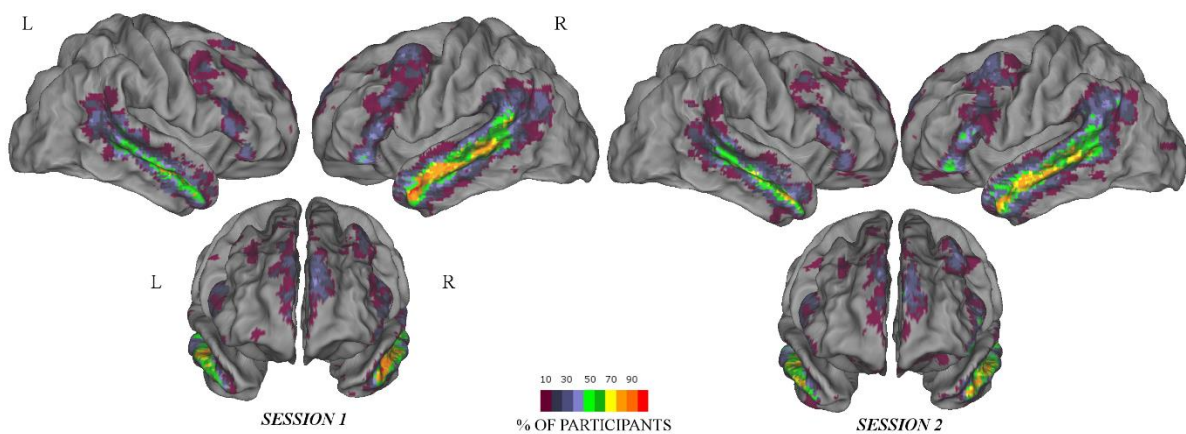 L
R
L
R
10 30 50 70 90
% OF PARTICIPANTS
SESSION 1
SESSION 2